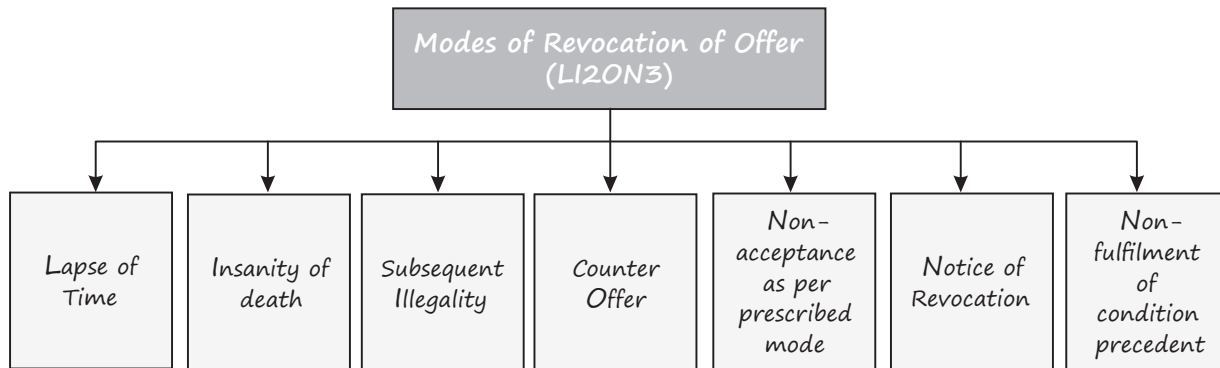 Modes of Revocation of Offer
(LI2ON3)
Lapse of
Time
Insanity of
death
Subsequent
Illegality
Counter
Offer
Non-
acceptance
as per
prescribed
mode
Notice of
Revocation
Non-
fulfilment
of
condition
precedent